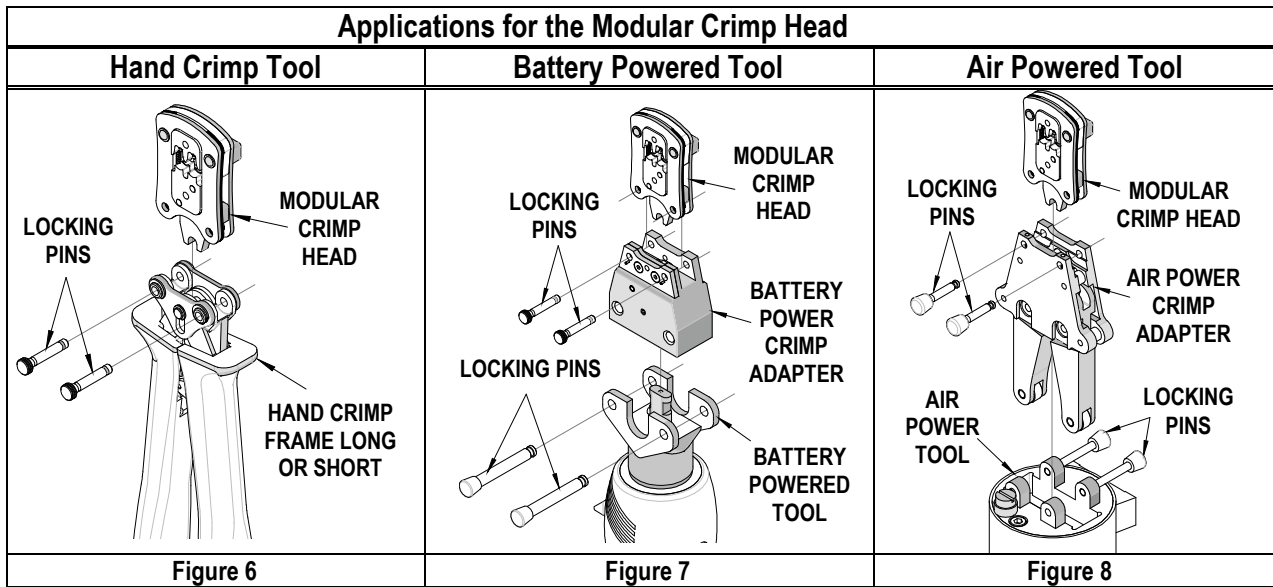 Applications for the Modular Crimp Head
Hand Crimp Tool
Battery Powered Tool
Air Powered Tool
LOCKING
PINS
MODULAR
CRIMP
HEAD
HAND CRIMP
FRAME LONG
OR SHORT
MODULAR
CRIMP
HEAD
LOCKING
PINS
BATTERY
POWER
CRIMP
ADAPTER
LOCKING PINS
BATTERY
POWERED
TOOL
LOCKING
PINS
MODULAR
CRIMP HEAD
AIR POWER
CRIMP
ADAPTER
AIR
POWER
TOOL
LOCKING
PINS
Figure 6
Figure 7
Figure 8